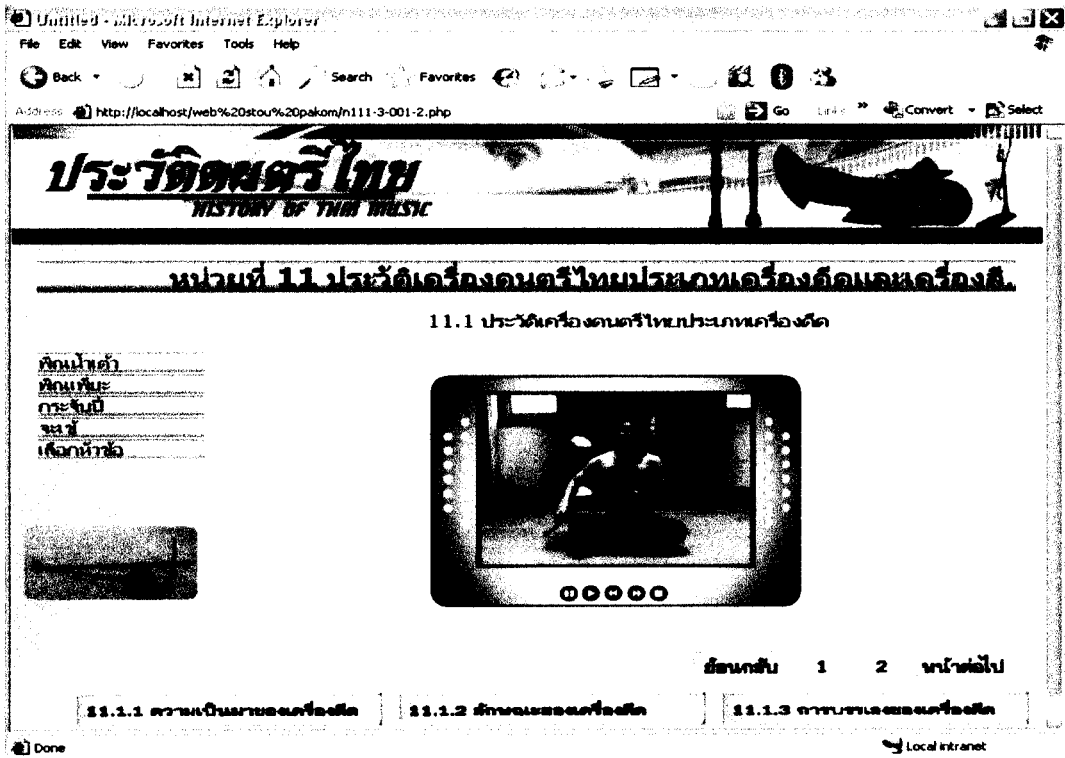 Untitled - Microsoft Internet Explorer
File Edit View Favorites Tools Help
Back Search Favorites
Address http://localhost/web%20stou%20pakom/n111-3-001-2.php Go Links » Convert Select
ประวัติดนตรีไทย
HISTORY OF THAI MUSIC
หน่วยที่ 11 ประวัติเครื่องดนตรีไทยประเภทเครื่องดีดและเครื่องสี.
11.1 ประวัติเครื่องดนตรีไทยประเภทเครื่องดีด
พิณน้ำเต้า
พิณเพี๊ยะ
กระจับปี่
จะเข้
เลือกหัวข้อ
ย้อนกลับ 1 2 หน้าต่อไป
11.1.1 ความเป็นมาของเครื่องดีด 11.1.2 ลักษณะของเครื่องดีด 11.1.3 การบรรเลงของเครื่องดีด
Done Local intranet